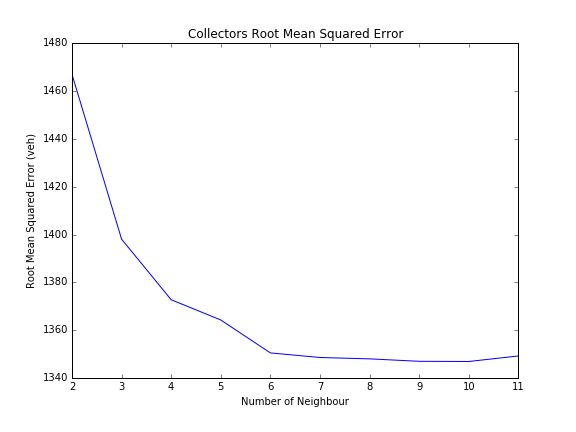 Collectors Root Mean Squared Error
1480
1460
1440
1420
1400
1380
1360
1340
Root Mean Squared Error (veh)
2 3 4 5 6 7 8 9 10 11
Number of Neighbour